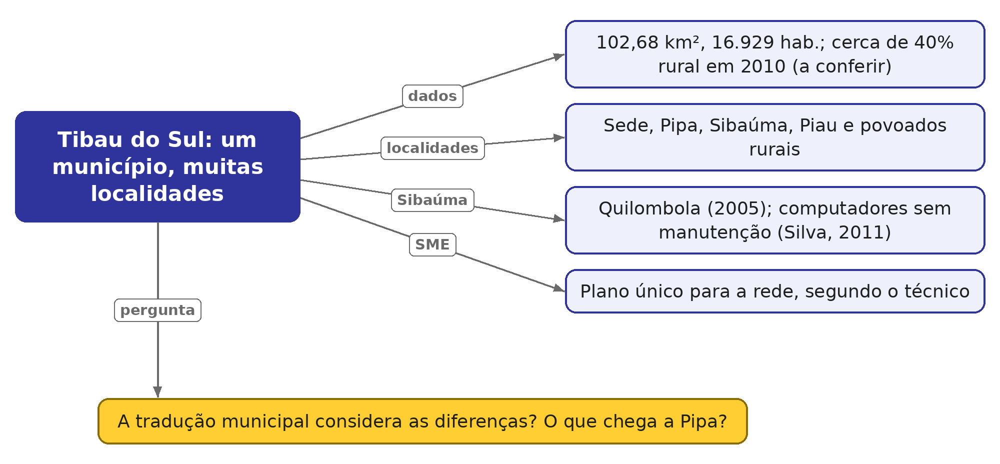 Tibau do Sul: um
município, muitas
localidades
dados
102,68 km², 16.929 hab.; cerca de 40%
rural em 2010 (a conferir)
localidades
Sede, Pipa, Sibaúma, Piau e povoados
rurais
Sibaúma
Quilombola (2005); computadores sem
manutenção (Silva, 2011)
SME
Plano único para a rede, segundo o técnico
pergunta
A tradução municipal considera as diferenças? O que chega a Pipa?